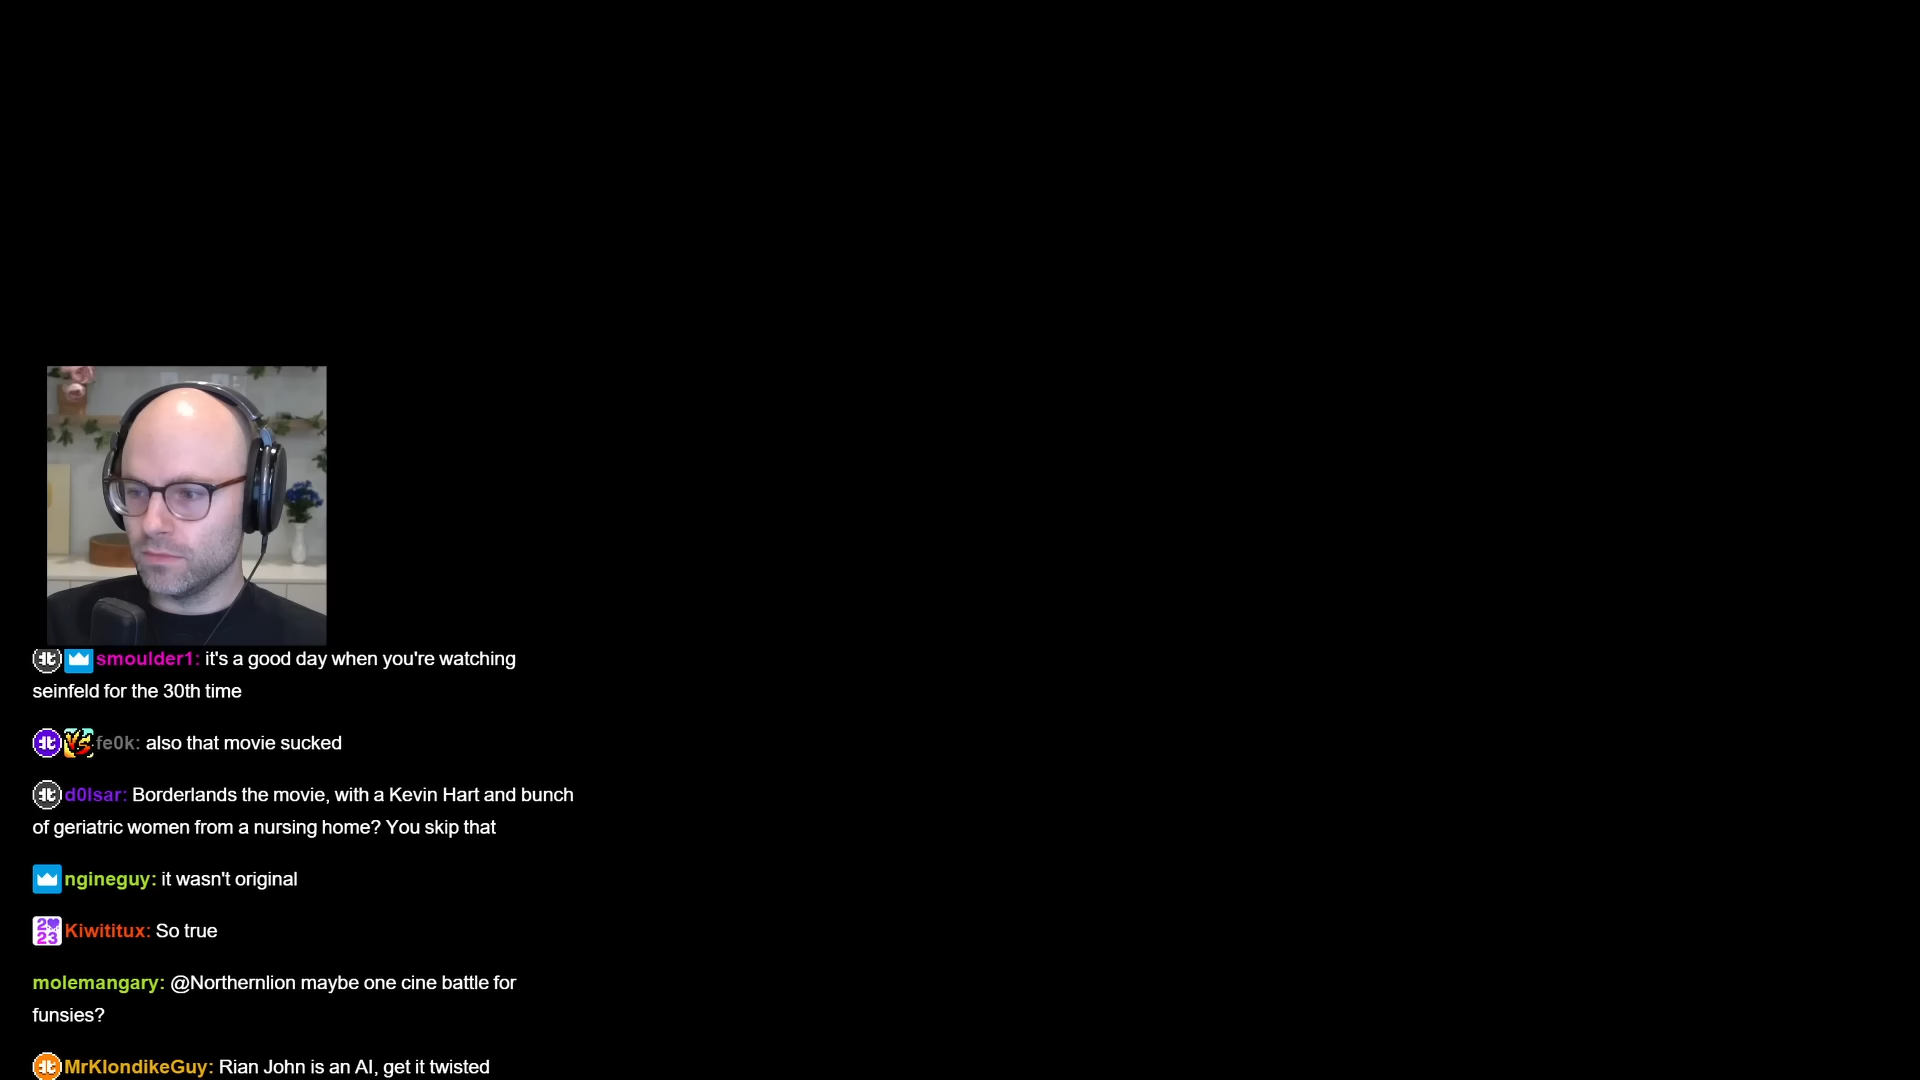 smoulder1: it's a good day when you're watching
seinfeld for the 30th time
fe0k: also that movie sucked
d0lsar: Borderlands the movie, with a Kevin Hart and bunch
of geriatric women from a nursing home? You skip that
ngineguy: it wasn't original
2023
Kiwititux: So true
molemangary: @Northernlion maybe one cine battle for
funsies?
MrKlondikeGuy: Rian John is an AI, get it twisted